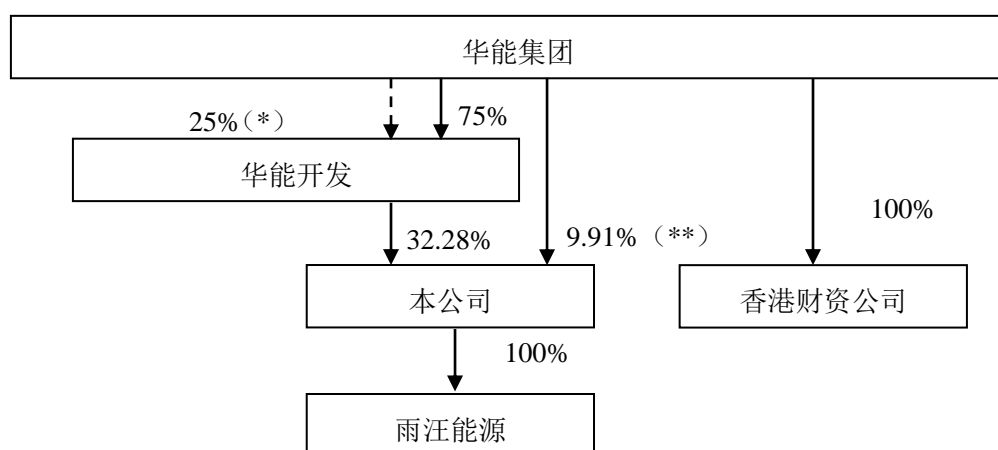 华能集团
25%（*）
75%
华能开发
100%
32.28%
9.91%（**）
本公司
香港财资公司
100%
雨汪能源